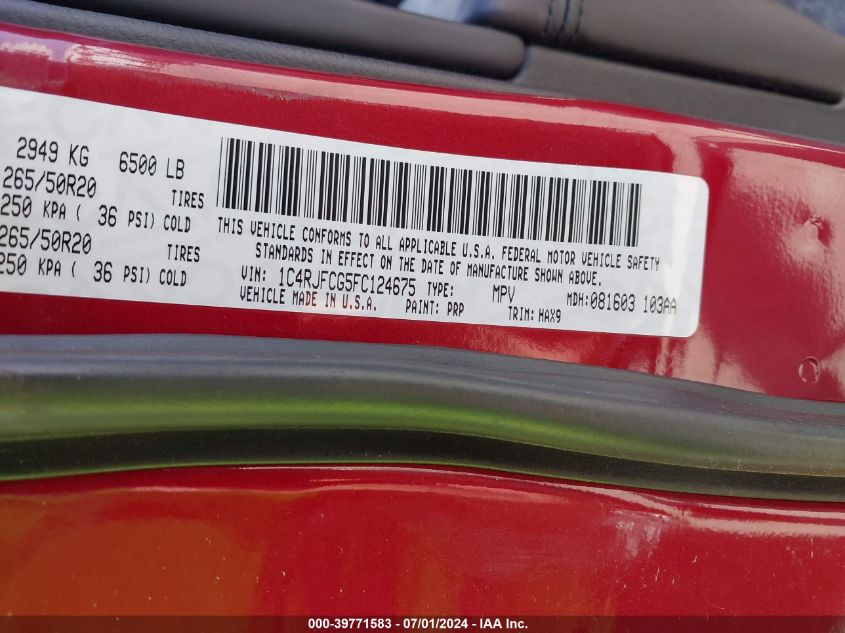 2949 KG 6500 LB
265/50R20 TIRES
250 KPA ( 36 PSI) COLD
265/50R20 TIRES
250 KPA ( 36 PSI) COLD
THIS VEHICLE CONFORMS TO ALL APPLICABLE U.S.A. FEDERAL MOTOR VEHICLE SAFETY
STANDARDS IN EFFECT ON THE DATE OF MANUFACTURE SHOWN ABOVE.
VIN: 1C4RJFCG5FC124675 TYPE: MPV MDH:081603 103AA
VEHICLE MADE IN U.S.A. PAINT: PRP TRIM: HAX9
000-39771583 - 07/01/2024 - IAA Inc.